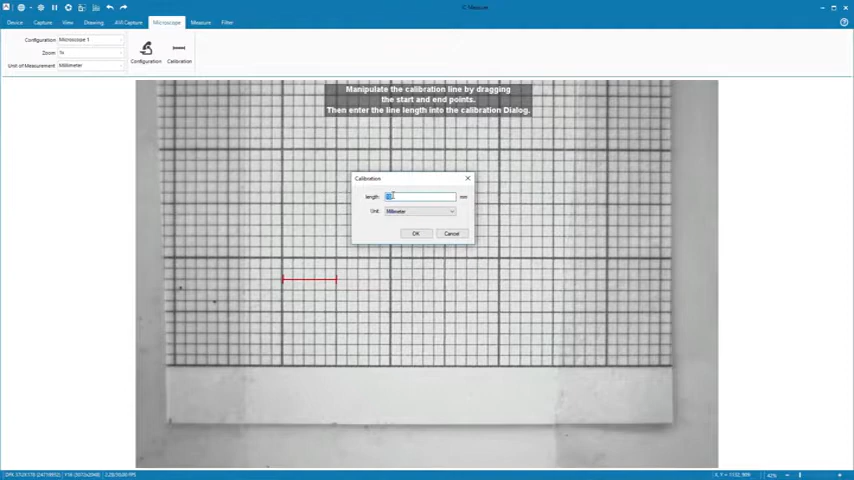 IC Measure
Device Capture View Drawing AVI Capture Microscope Measure Filter
Configuration Microscope 1
Zoom 1x
Unit of Measurement Millimeter
Configuration Calibration
Manipulate the calibration line by dragging
the start and end points.
Then enter the line length into the calibration Dialog.
Calibration
length: mm
Unit: Millimeter
OK Cancel
42%